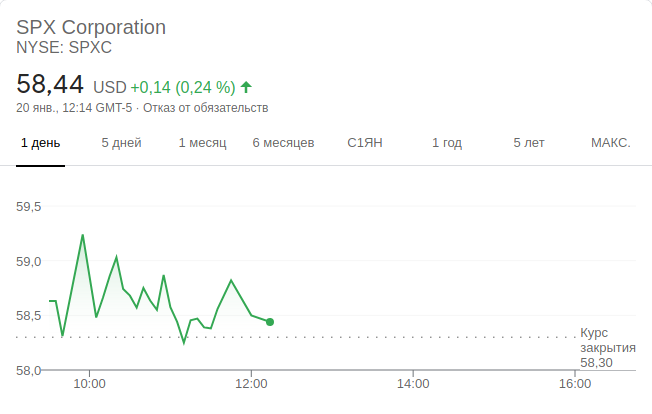 SPX Corporation
NYSE: SPXC
58,44 USD +0,14 (0,24 %)
20 янв., 12:14 GMT-5 · Отказ от обязательств
1 день 5 дней 1 месяц 6 месяцев С1ЯН 1 год 5 лет МАКС.
59,5
59,0
58,5
58,0
Курс
закрытия
58,30
10:00 12:00 14:00 16:00